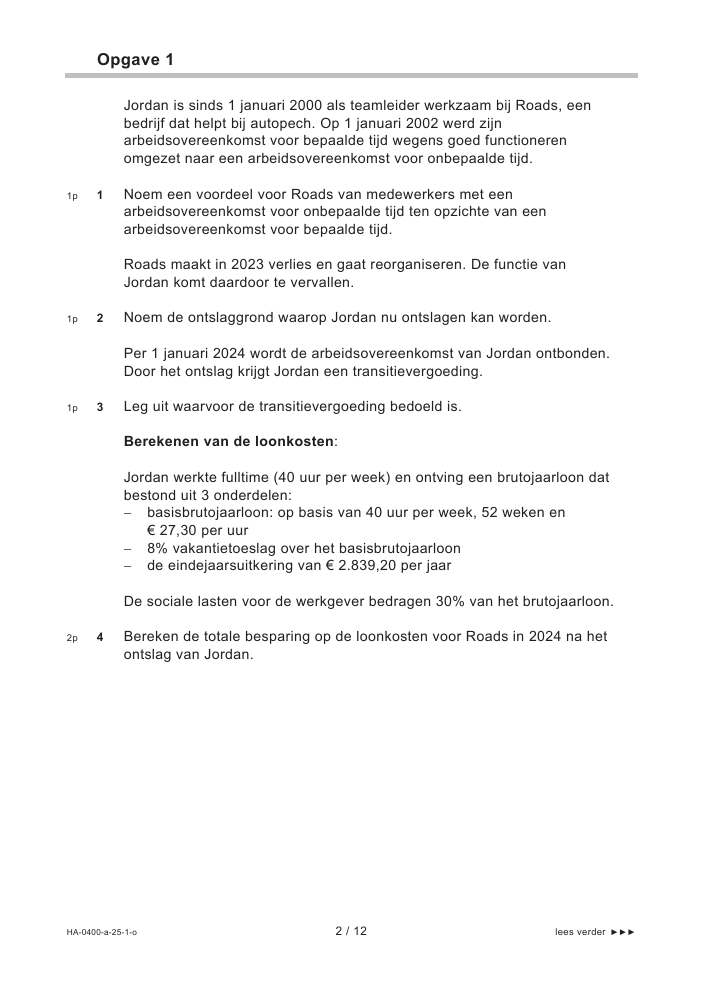 Opgave 1
Jordan is sinds 1 januari 2000 als teamleider werkzaam bij Roads, een
bedrijf dat helpt bij autopech. Op 1 januari 2002 werd zijn
arbeidsovereenkomst voor bepaalde tijd wegens goed functioneren
omgezet naar een arbeidsovereenkomst voor onbepaalde tijd.
1p 1 Noem een voordeel voor Roads van medewerkers met een
arbeidsovereenkomst voor onbepaalde tijd ten opzichte van een
arbeidsovereenkomst voor bepaalde tijd.
Roads maakt in 2023 verlies en gaat reorganiseren. De functie van
Jordan komt daardoor te vervallen.
1p 2 Noem de ontslaggrond waarop Jordan nu ontslagen kan worden.
Per 1 januari 2024 wordt de arbeidsovereenkomst van Jordan ontbonden.
Door het ontslag krijgt Jordan een transitievergoeding.
1p 3 Leg uit waarvoor de transitievergoeding bedoeld is.
Berekenen van de loonkosten:
Jordan werkte fulltime (40 uur per week) en ontving een brutojaarloon dat
bestond uit 3 onderdelen:
– basisbrutojaarloon: op basis van 40 uur per week, 52 weken en
€ 27,30 per uur
– 8% vakantietoeslag over het basisbrutojaarloon
– de eindejaarsuitkering van € 2.839,20 per jaar
De sociale lasten voor de werkgever bedragen 30% van het brutojaarloon.
2p 4 Bereken de totale besparing op de loonkosten voor Roads in 2024 na het
ontslag van Jordan.
HA-0400-a-25-1-o 2 / 12 lees verder ►►►